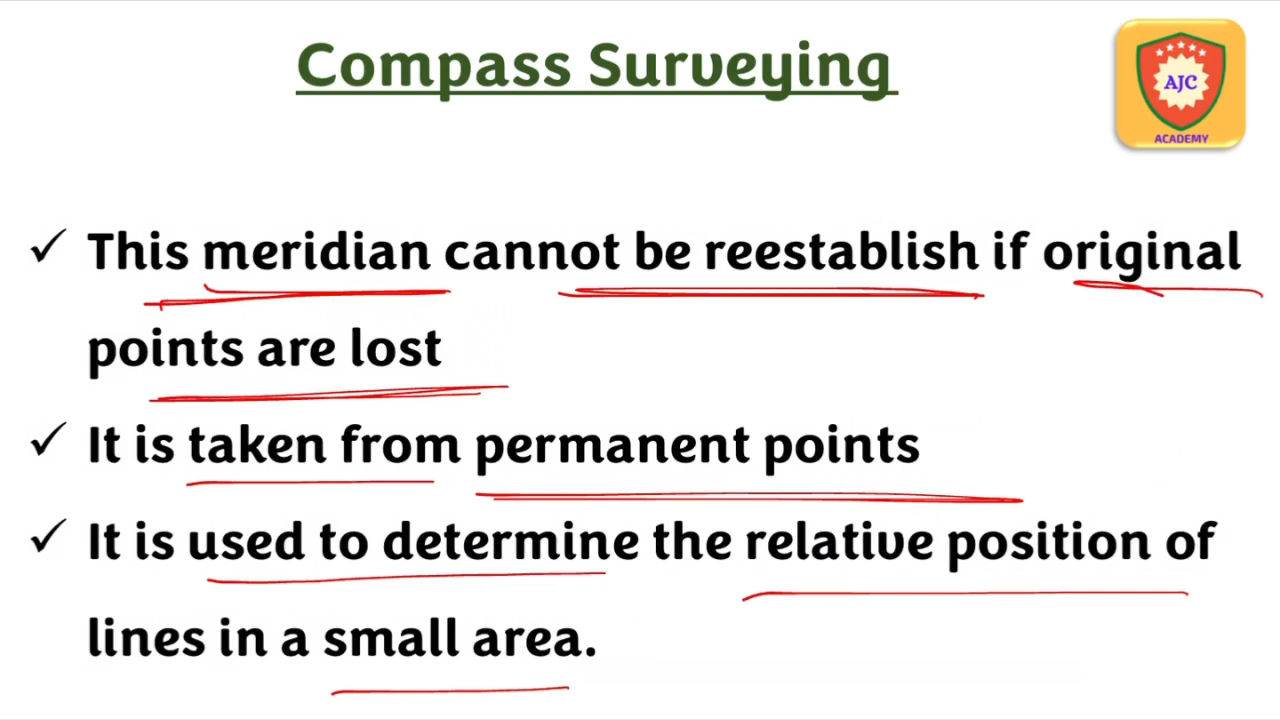 Compass Surveying
AJC
ACADEMY
✓ This meridian cannot be reestablish if original
points are lost
✓ It is taken from permanent points
✓ It is used to determine the relative position of
lines in a small area.